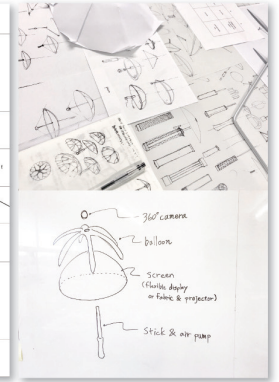 360° camera
balloon
screen
(flexible display
or fabric & projector)
Stick & air pump